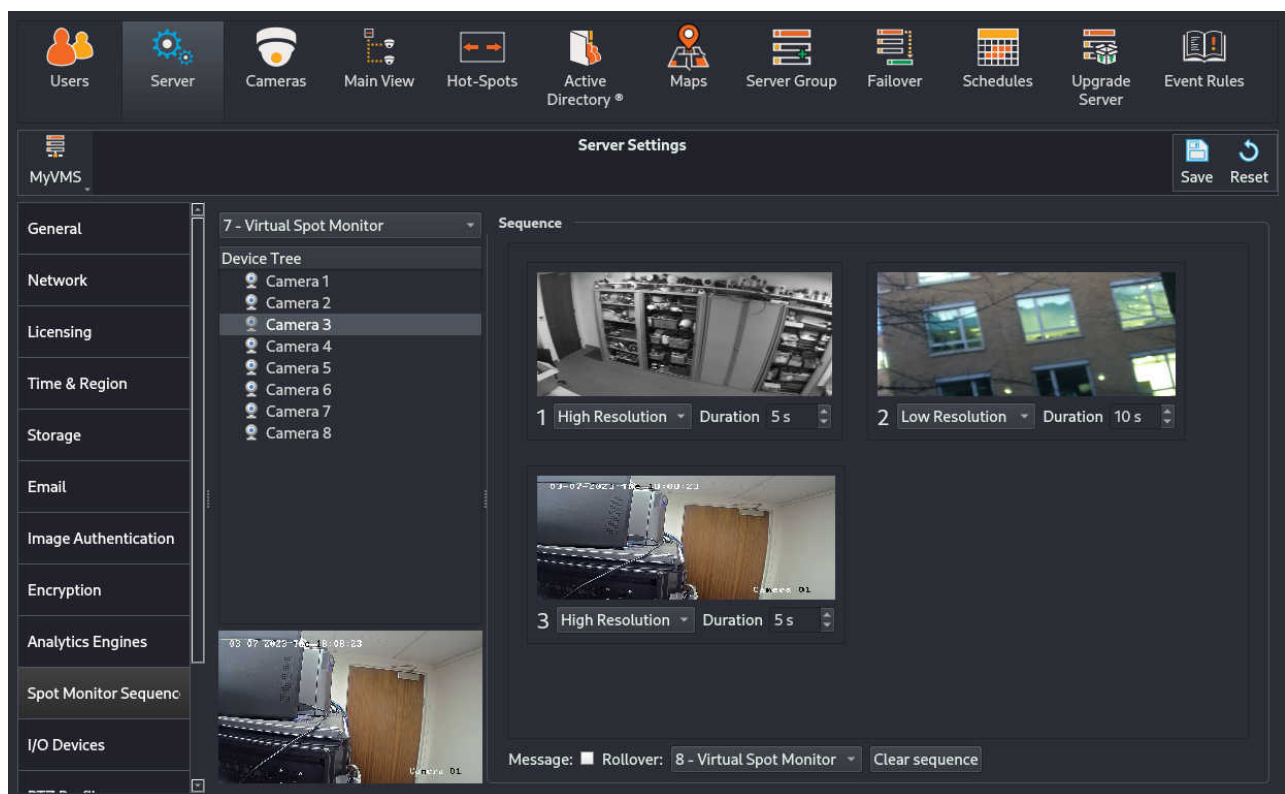 Users
Server
Cameras
Main View
Hot-Spots
Active
Directory ®
Maps
Server Group
Failover
Schedules
Upgrade
Server
Event Rules
MyVMS
Server Settings
Save
Reset
General
Network
Licensing
Time & Region
Storage
Email
Image Authentication
Encryption
Analytics Engines
Spot Monitor Sequenc
I/O Devices
7 - Virtual Spot Monitor
Device Tree
Camera 1
Camera 2
Camera 3
Camera 4
Camera 5
Camera 6
Camera 7
Camera 8
Camera 01
Sequence
1 High Resolution Duration 5 s
2 Low Resolution Duration 10 s
Camera 01
3 High Resolution Duration 5 s
Message: Rollover: 8 - Virtual Spot Monitor Clear sequence